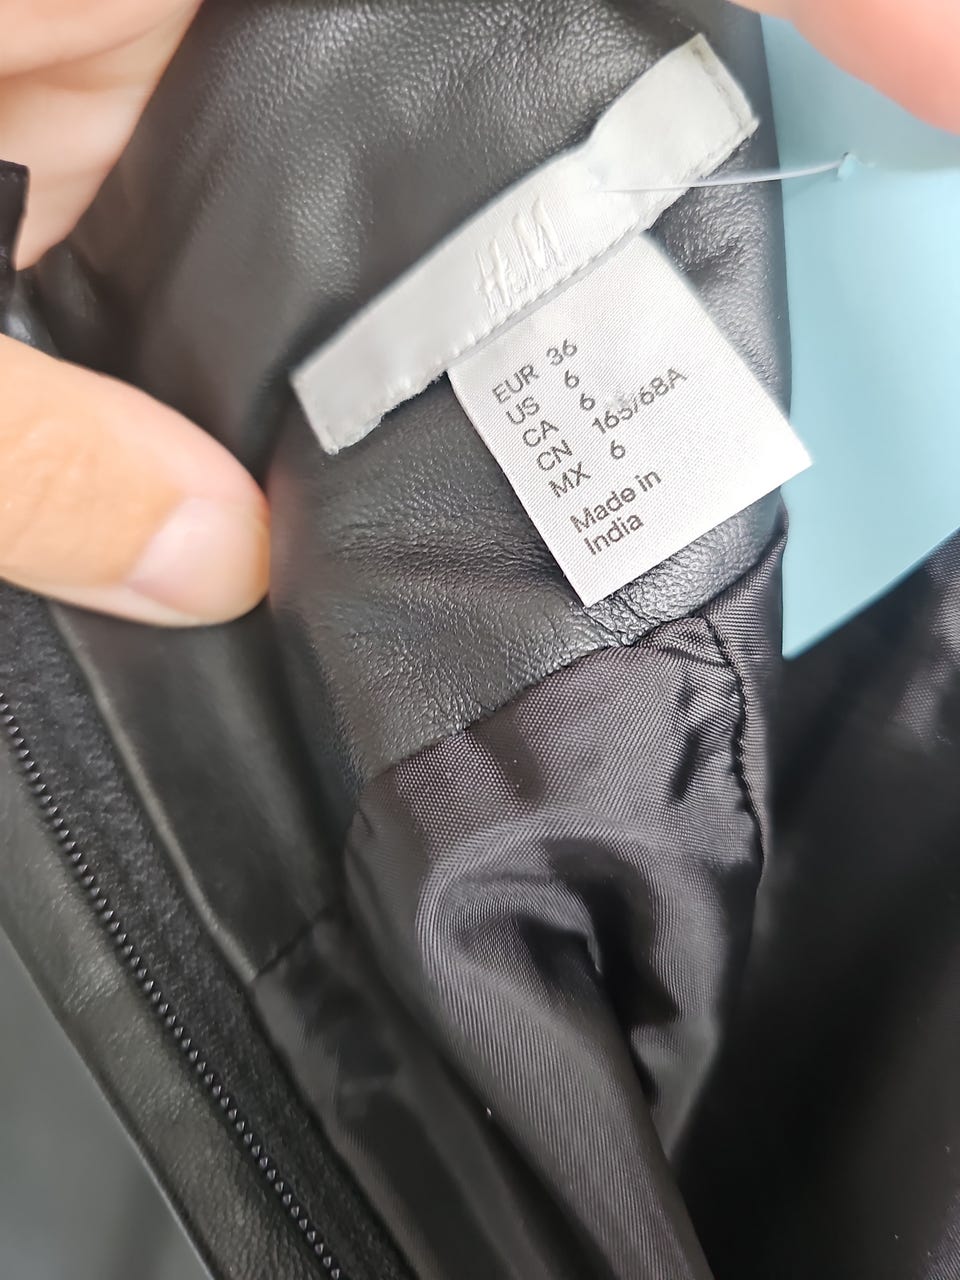 H&M
EUR 36
US 6
CA 6
CN 165/68A
MX 6
Made in
India